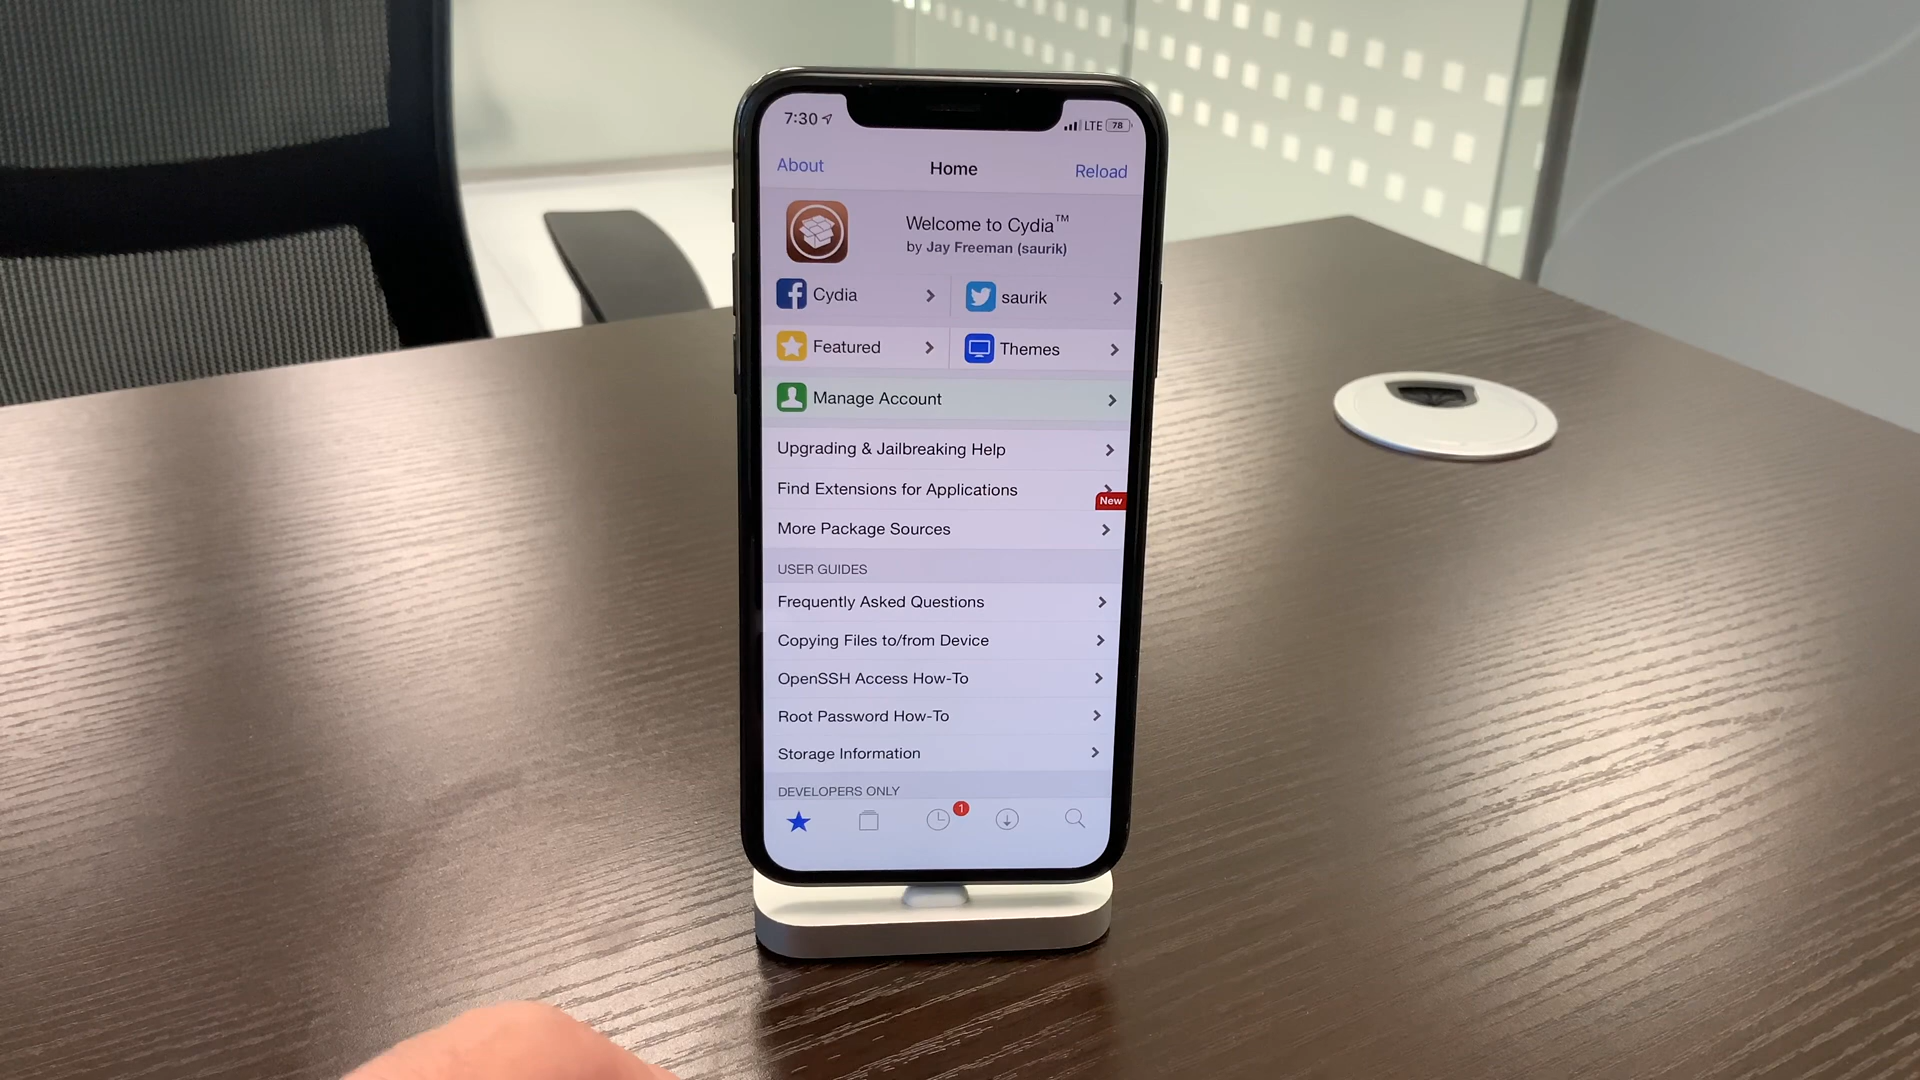 7:30
LTE 78
About
Home
Reload
Welcome to Cydia™
by Jay Freeman (saurik)
Cydia
saurik
Featured
Themes
Manage Account
Upgrading & Jailbreaking Help
Find Extensions for Applications
New
More Package Sources
USER GUIDES
Frequently Asked Questions
Copying Files to/from Device
OpenSSH Access How-To
Root Password How-To
Storage Information
DEVELOPERS ONLY
1